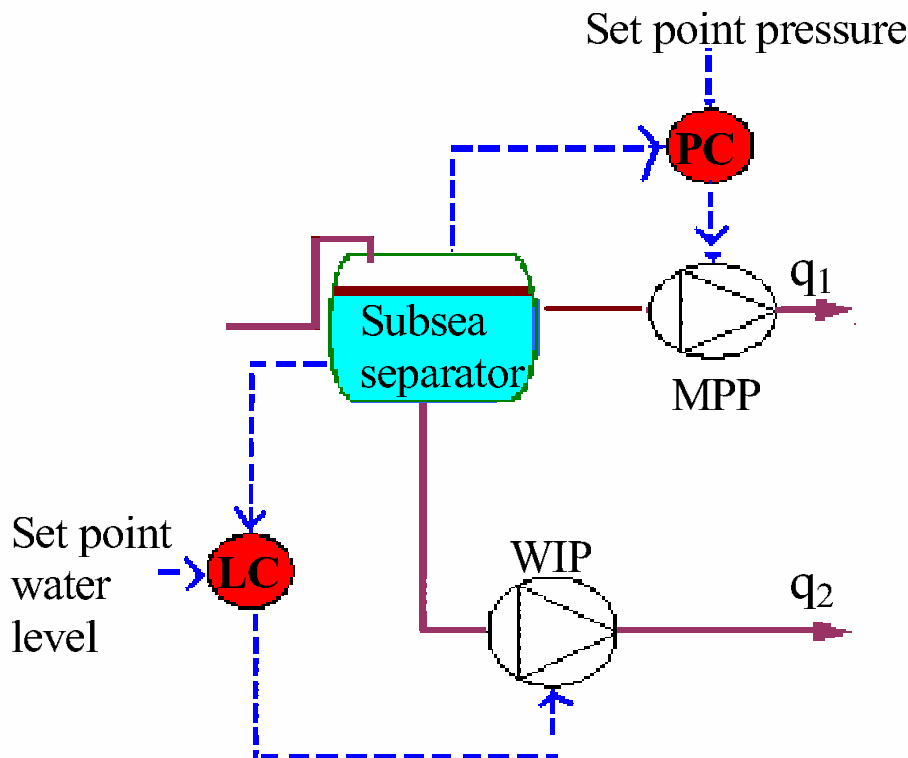 Set point pressure
PC
q1
Subsea
separator
MPP
Set point
water
level
LC
WIP
q2